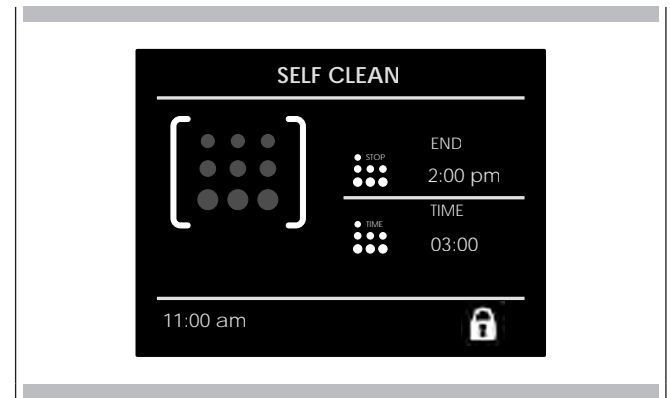 SELF CLEAN
STOP
END
2:00 pm
TIME
TIME
03:00
11:00 am